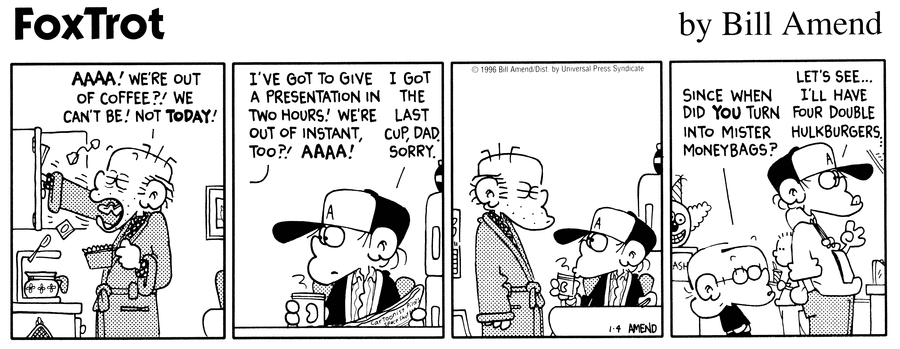 FOXTROT
by Bill Amend
AAAA! WE'RE OUT
OF COFFEE?! WE
CAN'T BE! NOT TODAY!
I'VE GOT TO GIVE
A PRESENTATION IN
TWO HOURS! WE'RE
OUT OF INSTANT,
TOO?! AAAA!
I GOT
THE
LAST
CUP, DAD.
SORRY.
A
© 1996 Bill Amend/Dist. by Universal Press Syndicate
A
1·4 AMEND
SINCE WHEN
DID YOU TURN
INTO MISTER
MONEYBAGS?
LET'S SEE...
I'LL HAVE
FOUR DOUBLE
HULKBURGERS.
A